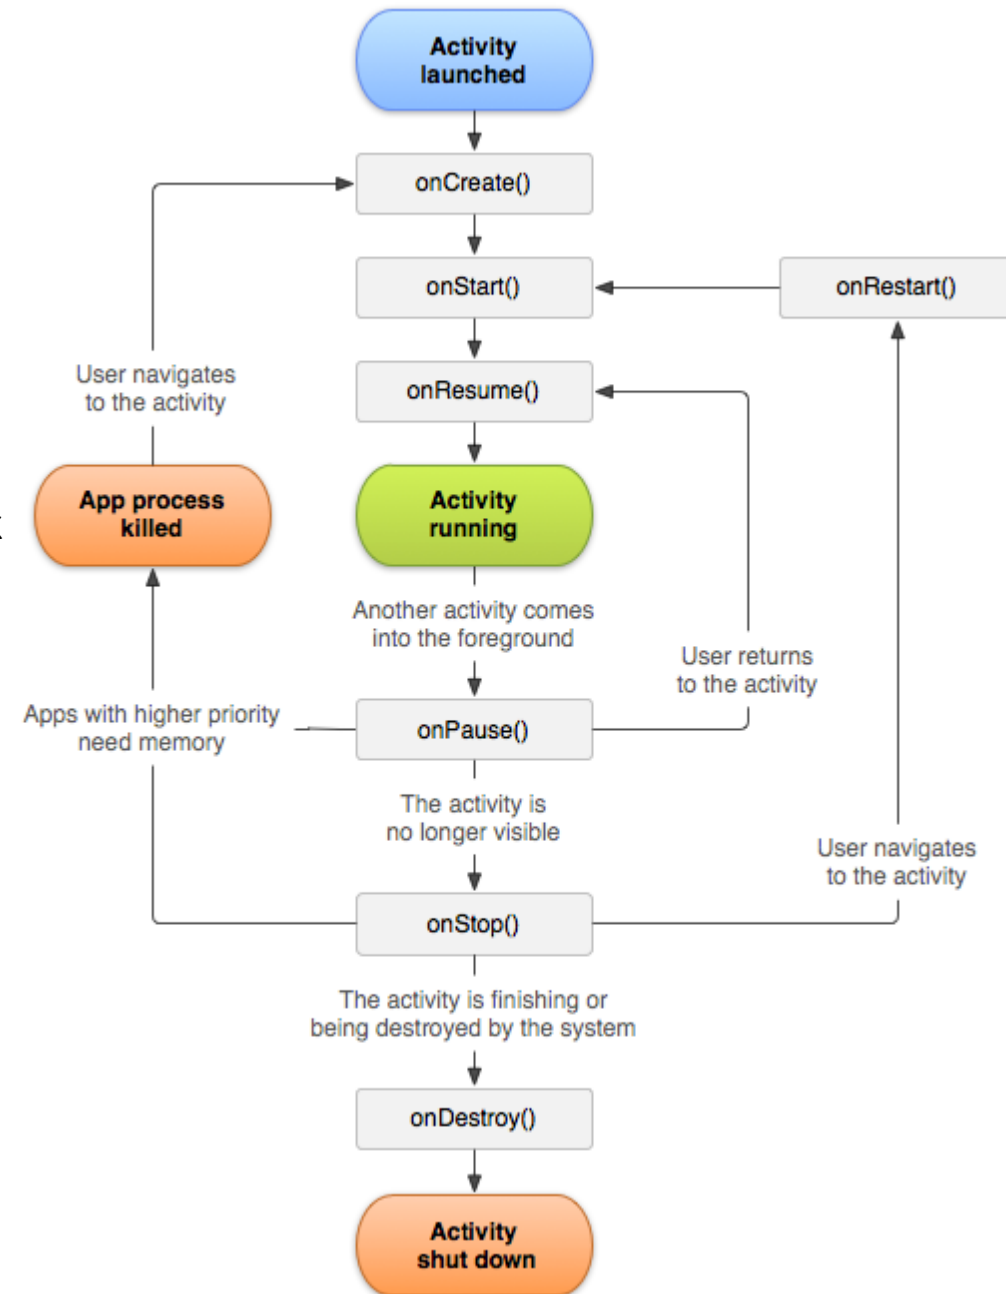 Activity
launched
onCreate()
onStart()
onRestart()
onResume()
User navigates
to the activity
App process
killed
Activity
running
Another activity comes
into the foreground
User returns
to the activity
Apps with higher priority
need memory
onPause()
The activity is
no longer visible
User navigates
to the activity
onStop()
The activity is finishing or
being destroyed by the system
onDestroy()
Activity
shut down